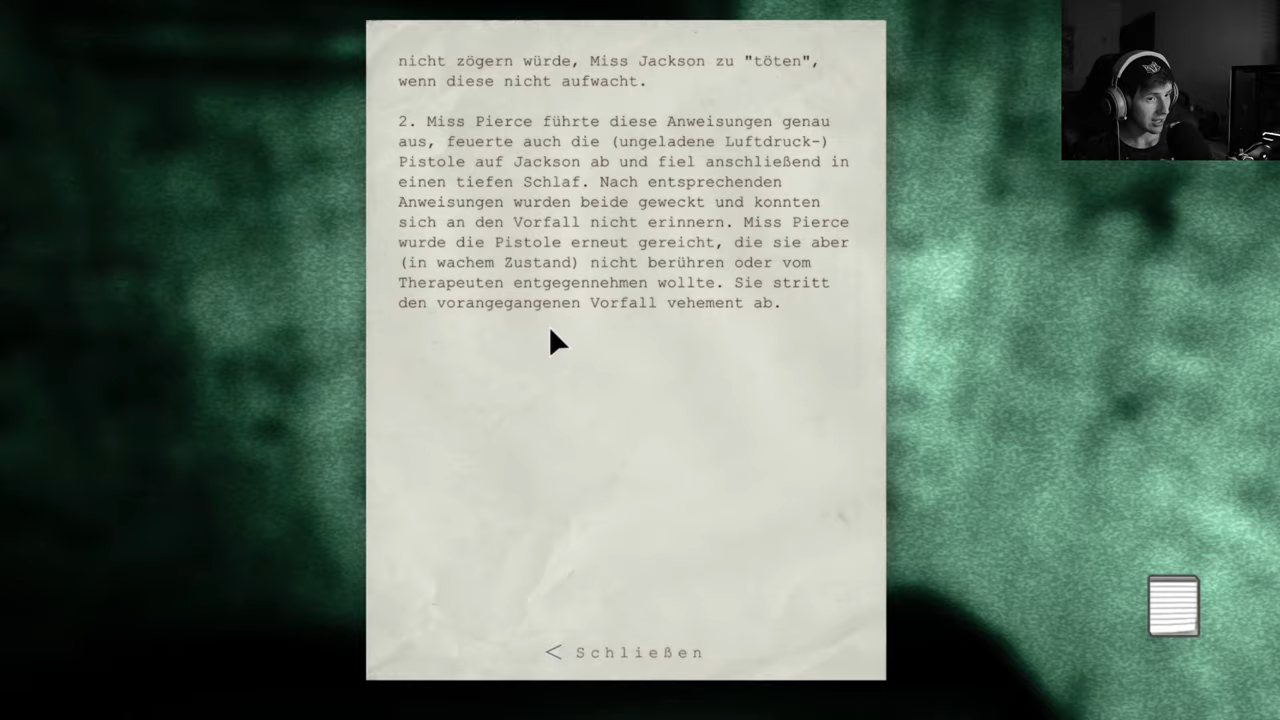 nicht zögern würde, Miss Jackson zu "töten",
wenn diese nicht aufwacht.
2. Miss Pierce führte diese Anweisungen genau
aus, feuerte auch die (ungeladene Luftdruck-)
Pistole auf Jackson ab und fiel anschließend in
einen tiefen Schlaf. Nach entsprechenden
Anweisungen wurden beide geweckt und konnten
sich an den Vorfall nicht erinnern. Miss Pierce
wurde die Pistole erneut gereicht, die sie aber
(in wachem Zustand) nicht berühren oder vom
Therapeuten entgegennehmen wollte. Sie stritt
den vorangegangenen Vorfall vehement ab.
< Schließen